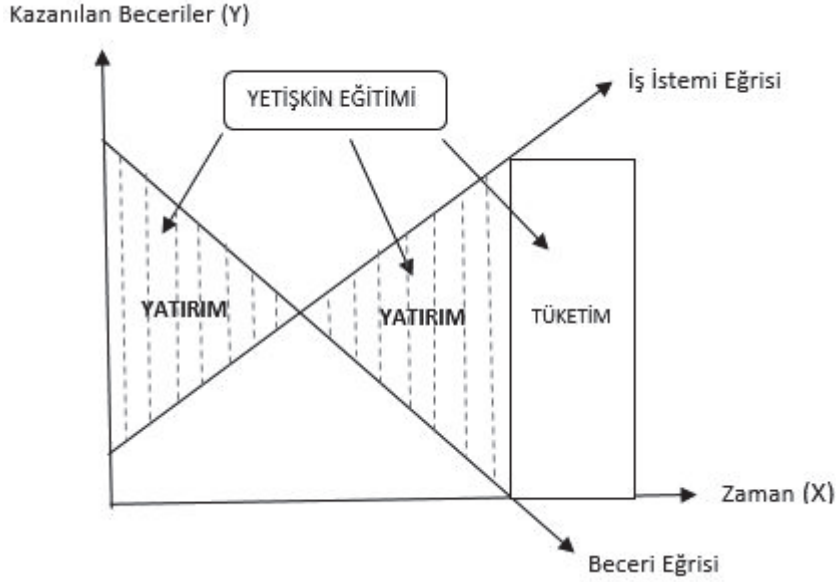 Kazanılan Beceriler (Y)
İş İstemi Eğrisi
YETİŞKİN EĞİTİMİ
YATIRIM
YATIRIM
TÜKETİM
Zaman (X)
Beceri Eğrisi